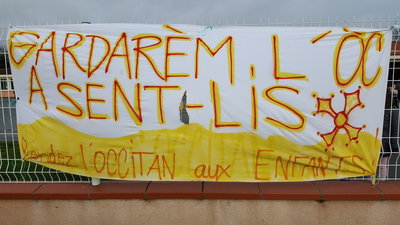 GARDARÈM L'ÒC
A SENT-LIS
Rendez L'OCCITAN aux ENFANTS!